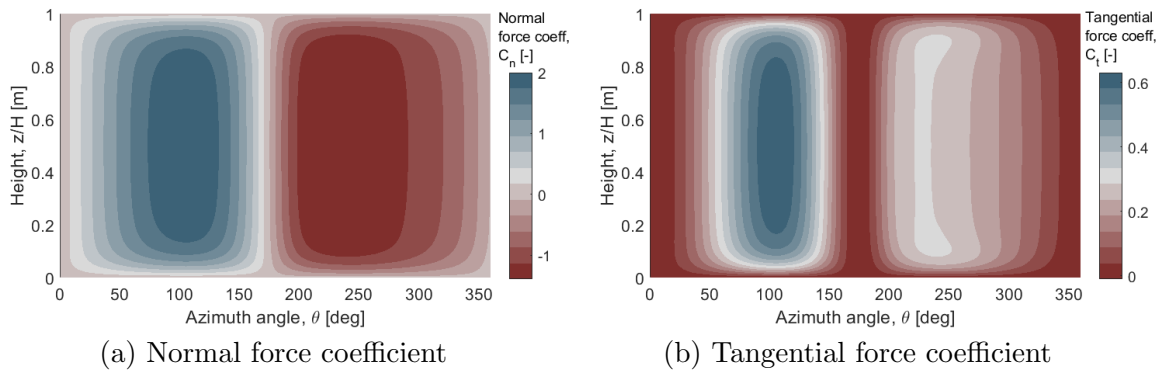 Normal
force coeff,
C_n [-]
2
1
0
-1
1
0.8
0.6
0.4
0.2
0
Height, z/H [m]
0 50 100 150 200 250 300 350
Azimuth angle, θ [deg]
(a) Normal force coefficient
Tangential
force coeff,
C_t [-]
0.6
0.4
0.2
0
1
0.8
0.6
0.4
0.2
0
Height, z/H [m]
0 50 100 150 200 250 300 350
Azimuth angle, θ [deg]
(b) Tangential force coefficient